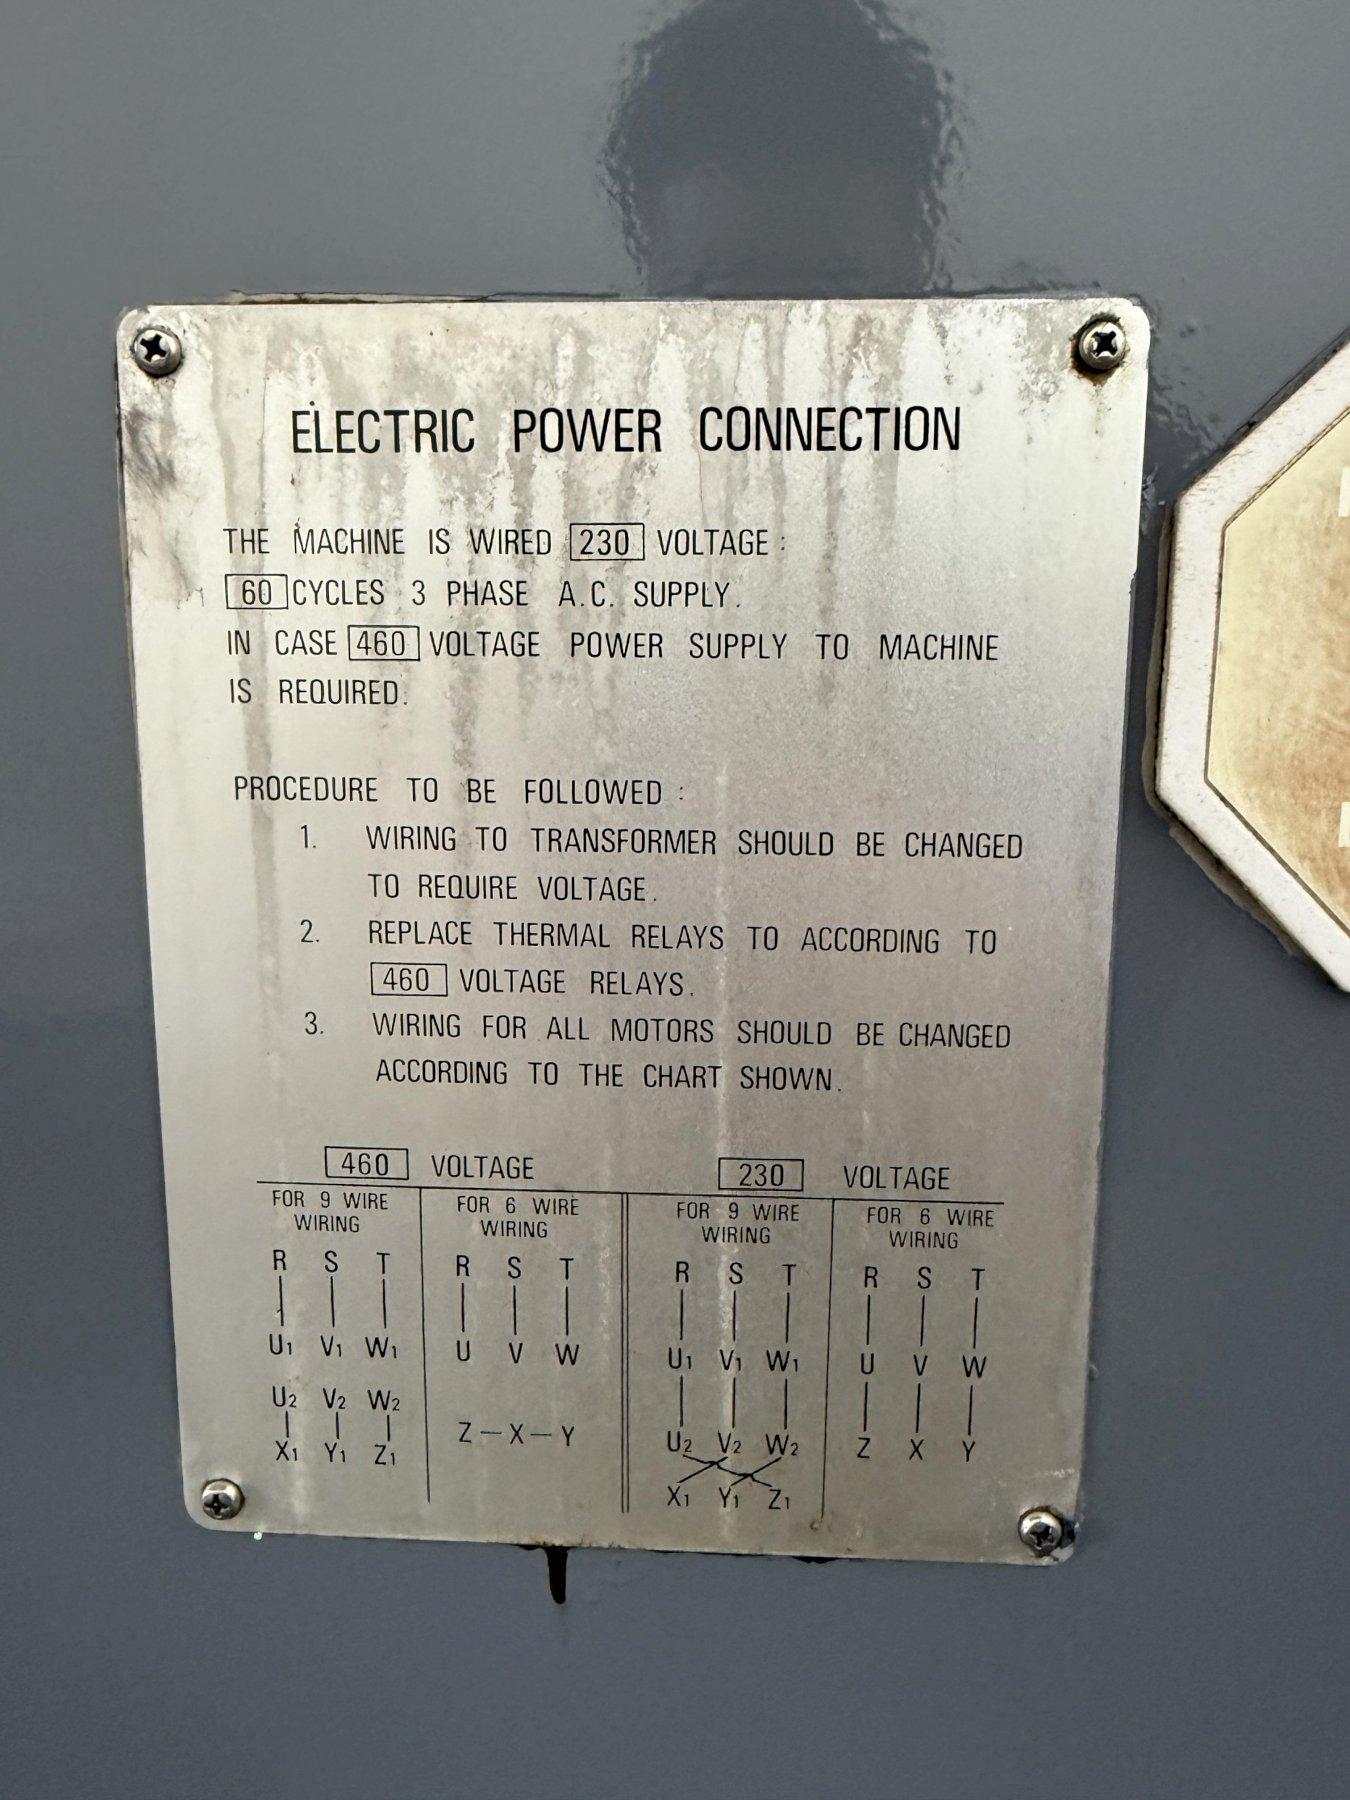 ELECTRIC POWER CONNECTION
THE MACHINE IS WIRED 230 VOLTAGE :
60 CYCLES 3 PHASE A.C. SUPPLY.
IN CASE 460 VOLTAGE POWER SUPPLY TO MACHINE
IS REQUIRED.
PROCEDURE TO BE FOLLOWED :
1. WIRING TO TRANSFORMER SHOULD BE CHANGED
TO REQUIRE VOLTAGE.
2. REPLACE THERMAL RELAYS TO ACCORDING TO
460 VOLTAGE RELAYS.
3. WIRING FOR ALL MOTORS SHOULD BE CHANGED
ACCORDING TO THE CHART SHOWN.
460 VOLTAGE
FOR 9 WIRE
WIRING
R S T
U1 V1 W1
U2 V2 W2
X1 Y1 Z1
FOR 6 WIRE
WIRING
R S T
U V W
Z — X — Y
230 VOLTAGE
FOR 9 WIRE
WIRING
R S T
U1 V1 W1
U2 V2 W2
X1 Y1 Z1
FOR 6 WIRE
WIRING
R S T
U V W
Z X Y